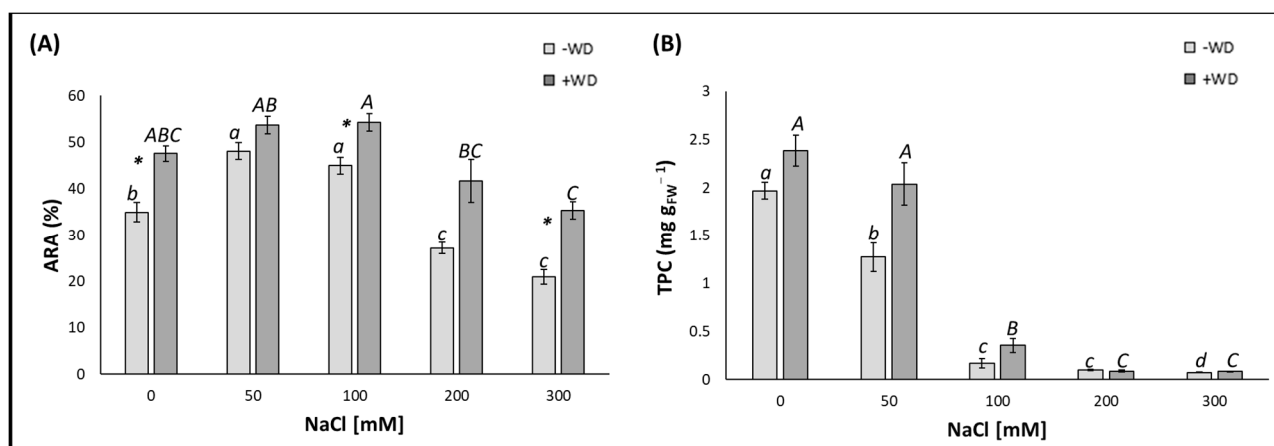 (A)
-WD
+WD
ARA (%)
60
50
40
30
20
10
0
* b ABC
a AB
* a A
c BC
* c C
0 50 100 200 300
NaCl [mM]
(B)
-WD
+WD
TPC (mg gFW⁻¹)
3
2.5
2
1.5
1
0.5
0
a A
b A
c B
c C
d C
0 50 100 200 300
NaCl [mM]